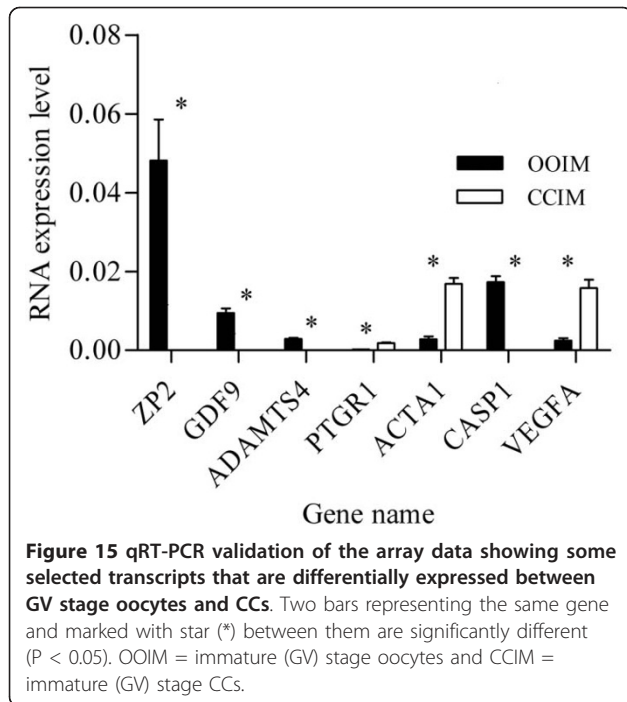 0.08
0.06
0.04
0.02
0.00
RNA expression level
*
*
*
*
*
*
*
OOIM
CCIM
ZP2
GDF9
ADAMTS4
PTGR1
ACTA1
CASP1
VEGFA
Gene name
Figure 15 qRT-PCR validation of the array data showing some
selected transcripts that are differentially expressed between
GV stage oocytes and CCs. Two bars representing the same gene
and marked with star (*) between them are significantly different
(P < 0.05). OOIM = immature (GV) stage oocytes and CCIM =
immature (GV) stage CCs.